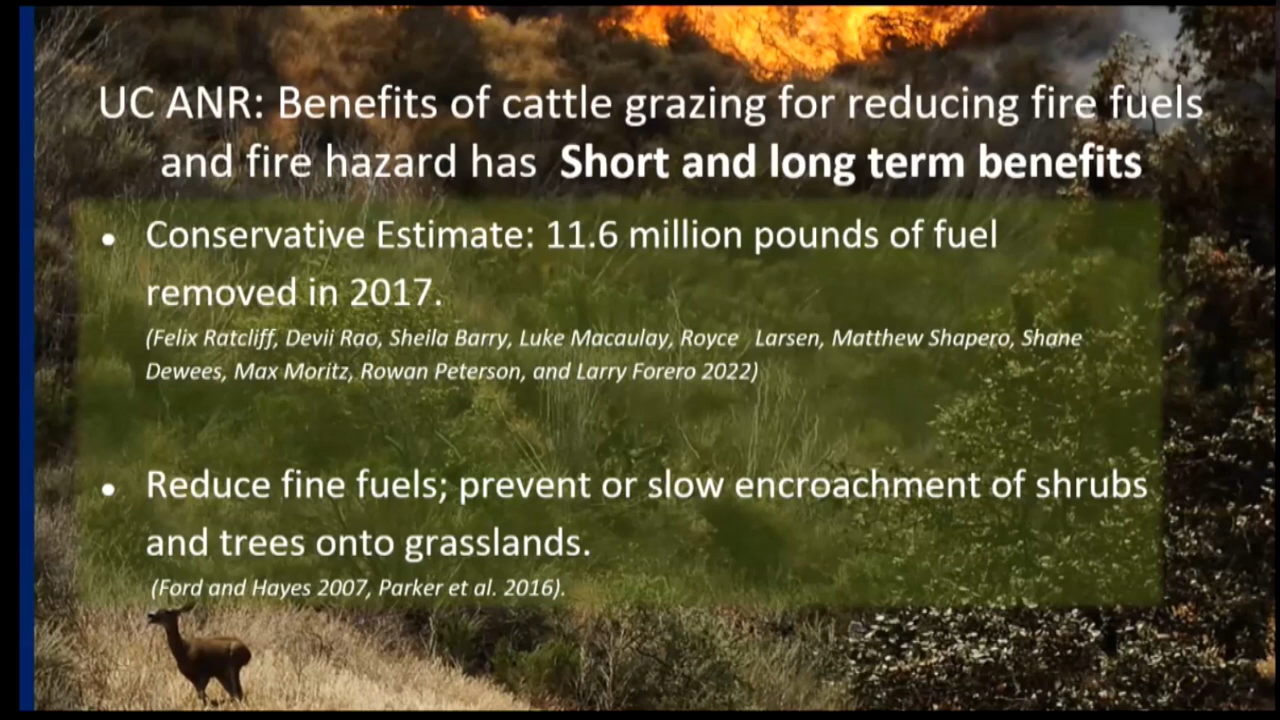 UC ANR: Benefits of cattle grazing for reducing fire fuels
and fire hazard has Short and long term benefits
• Conservative Estimate: 11.6 million pounds of fuel
removed in 2017.
(Felix Ratcliff, Devii Rao, Sheila Barry, Luke Macaulay, Royce Larsen, Matthew Shapero, Shane
Dewees, Max Moritz, Rowan Peterson, and Larry Forero 2022)
• Reduce fine fuels; prevent or slow encroachment of shrubs
and trees onto grasslands.
(Ford and Hayes 2007, Parker et al. 2016).